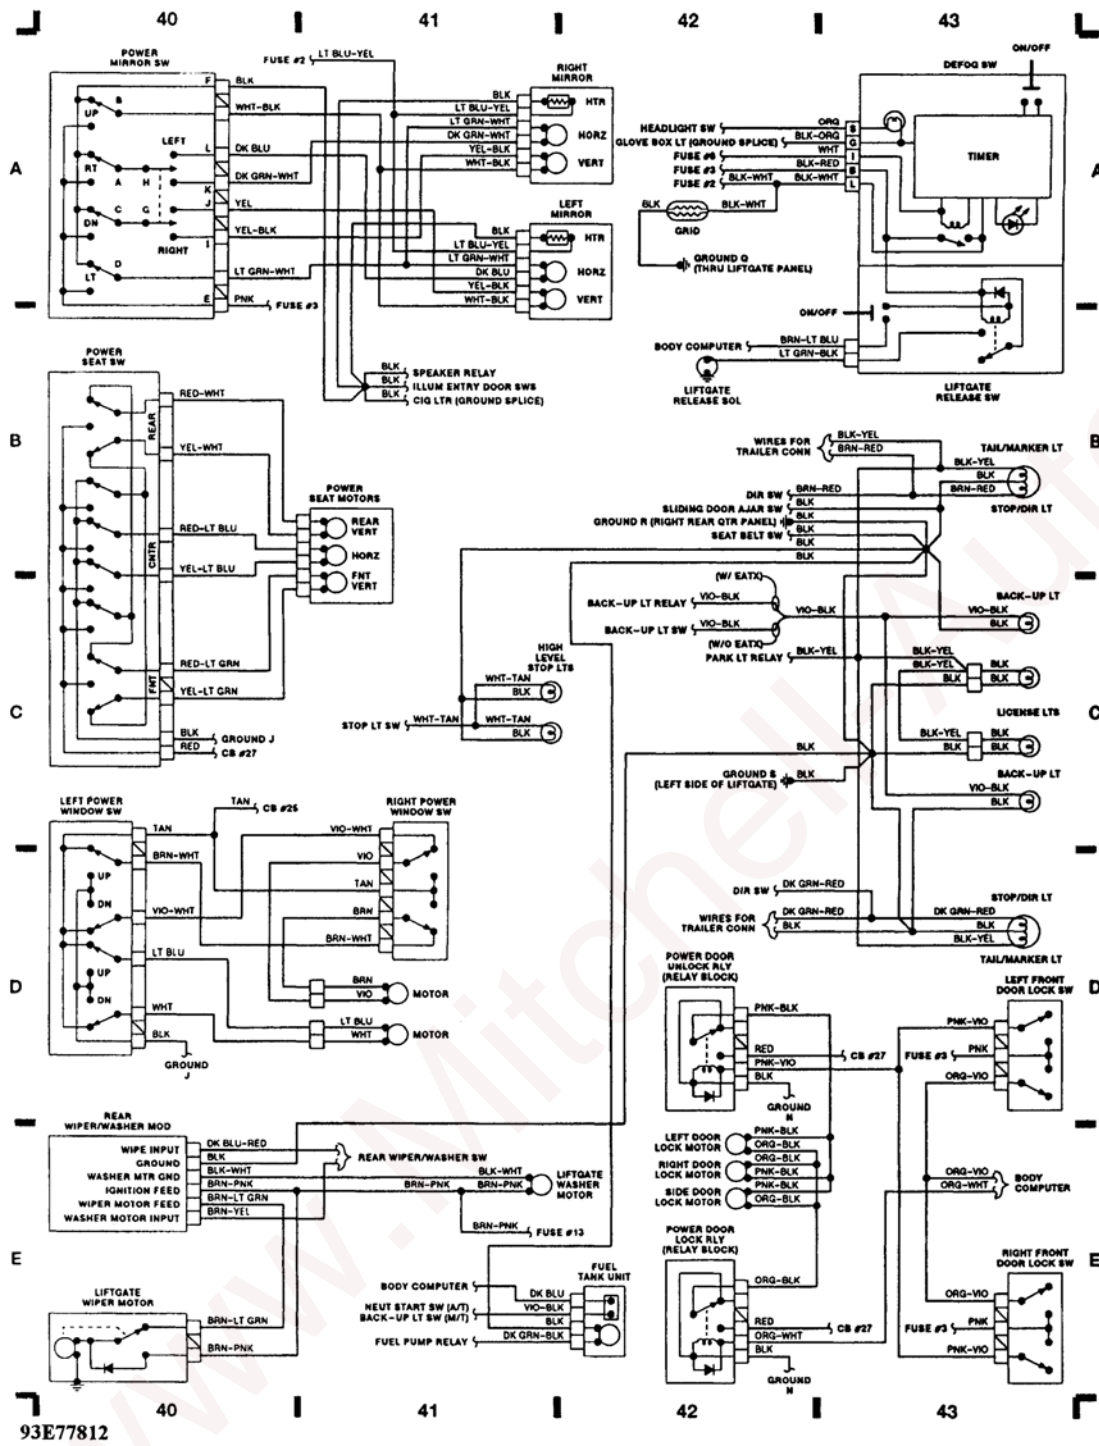 40 41 42 43
POWER
MIRROR SW
F
BLK
B
UP
WHT-BLK
LEFT
L
DK BLU
RT
A
H
DK GRN-WHT
K
J
YEL
C
G
DN
YEL-BLK
RIGHT
I
D
LT
LT GRN-WHT
E
PNK
FUSE #3
FUSE #2
LT BLU-YEL
RIGHT
MIRROR
BLK
HTR
LT BLU-YEL
LT GRN-WHT
DK GRN-WHT
HORZ
YEL-BLK
WHT-BLK
VERT
LEFT
MIRROR
BLK
HTR
LT BLU-YEL
LT GRN-WHT
DK BLU
HORZ
YEL-BLK
WHT-BLK
VERT
BLK
SPEAKER RELAY
BLK
ILLUM ENTRY DOOR SWS
BLK
CIG LTR (GROUND SPLICE)
ON/OFF
DEFOG SW
HEADLIGHT SW
ORG
S
GLOVE BOX LT (GROUND SPLICE)
BLK-ORG
G
FUSE #6
WHT
I
FUSE #3
BLK-RED
B
FUSE #2
BLK-WHT
BLK-WHT
L
TIMER
BLK
BLK-WHT
GRID
GROUND Q
(THRU LIFTGATE PANEL)
ON/OFF
BODY COMPUTER
BRN-LT BLU
LT GRN-BLK
LIFTGATE
RELEASE SOL
LIFTGATE
RELEASE SW
A
A
B
B
C
C
D
D
E
E
POWER
SEAT SW
RED-WHT
REAR
YEL-WHT
RED-LT BLU
CNTR
YEL-LT BLU
RED-LT GRN
FNT
YEL-LT GRN
BLK
GROUND J
RED
CB #27
POWER
SEAT MOTORS
REAR
VERT
HORZ
FNT
VERT
WIRES FOR
TRAILER CONN
BLK-YEL
BRN-RED
TAIL/MARKER LT
BLK-YEL
BLK
BRN-RED
STOP/DIR LT
DIR SW
BRN-RED
SLIDING DOOR AJAR SW
BLK
GROUND R (RIGHT REAR QTR PANEL)
BLK
SEAT BELT SW
BLK
BLK
(W/ EATX)
BACK-UP LT RELAY
VIO-BLK
VIO-BLK
BACK-UP LT SW
VIO-BLK
(W/O EATX)
BACK-UP LT
VIO-BLK
BLK
PARK LT RELAY
BLK-YEL
BLK-YEL
BLK-YEL
BLK
BLK
BLK
LICENSE LTS
BLK-YEL
BLK
BLK
BLK
HIGH
LEVEL
STOP LTS
WHT-TAN
BLK
STOP LT SW
WHT-TAN
WHT-TAN
BLK
BLK
GROUND S
(LEFT SIDE OF LIFTGATE)
BLK
BACK-UP LT
VIO-BLK
BLK
DIR SW
DK GRN-RED
STOP/DIR LT
WIRES FOR
TRAILER CONN
DK GRN-RED
BLK
DK GRN-RED
BLK-YEL
TAIL/MARKER LT
LEFT POWER
WINDOW SW
TAN
CB #25
BRN-WHT
UP
DN
VIO-WHT
LT BLU
UP
DN
WHT
BLK
GROUND
J
RIGHT POWER
WINDOW SW
VIO-WHT
VIO
TAN
BRN
BRN-WHT
BRN
VIO
MOTOR
LT BLU
WHT
MOTOR
POWER DOOR
UNLOCK RLY
(RELAY BLOCK)
PNK-BLK
RED
CB #27
PNK-VIO
BLK
GROUND
N
LEFT FRONT
DOOR LOCK SW
PNK-VIO
FUSE #3
PNK
ORG-VIO
LEFT DOOR
LOCK MOTOR
PNK-BLK
ORG-BLK
RIGHT DOOR
LOCK MOTOR
ORG-BLK
PNK-BLK
SIDE DOOR
LOCK MOTOR
PNK-BLK
ORG-BLK
ORG-VIO
ORG-WHT
BODY
COMPUTER
POWER DOOR
LOCK RLY
(RELAY BLOCK)
ORG-BLK
RED
CB #27
ORG-WHT
BLK
GROUND
N
RIGHT FRONT
DOOR LOCK SW
ORG-VIO
FUSE #3
PNK
PNK-VIO
REAR
WIPER/WASHER MOD
WIPE INPUT
DK BLU-RED
GROUND
BLK
WASHER MTR GND
BLK-WHT
IGNITION FEED
BRN-PNK
WIPER MOTOR FEED
BRN-LT GRN
WASHER MOTOR INPUT
BRN-YEL
REAR WIPER/WASHER SW
BLK-WHT
BRN-PNK
BRN-PNK
LIFTGATE
WASHER
MOTOR
BRN-PNK
FUSE #13
LIFTGATE
WIPER MOTOR
BRN-LT GRN
BRN-PNK
FUEL
TANK UNIT
BODY COMPUTER
DK BLU
NEUT START SW (A/T)
BACK-UP LT SW (M/T)
VIO-BLK
BLK
FUEL PUMP RELAY
DK GRN-BLK
40 41 42 43
93E77812